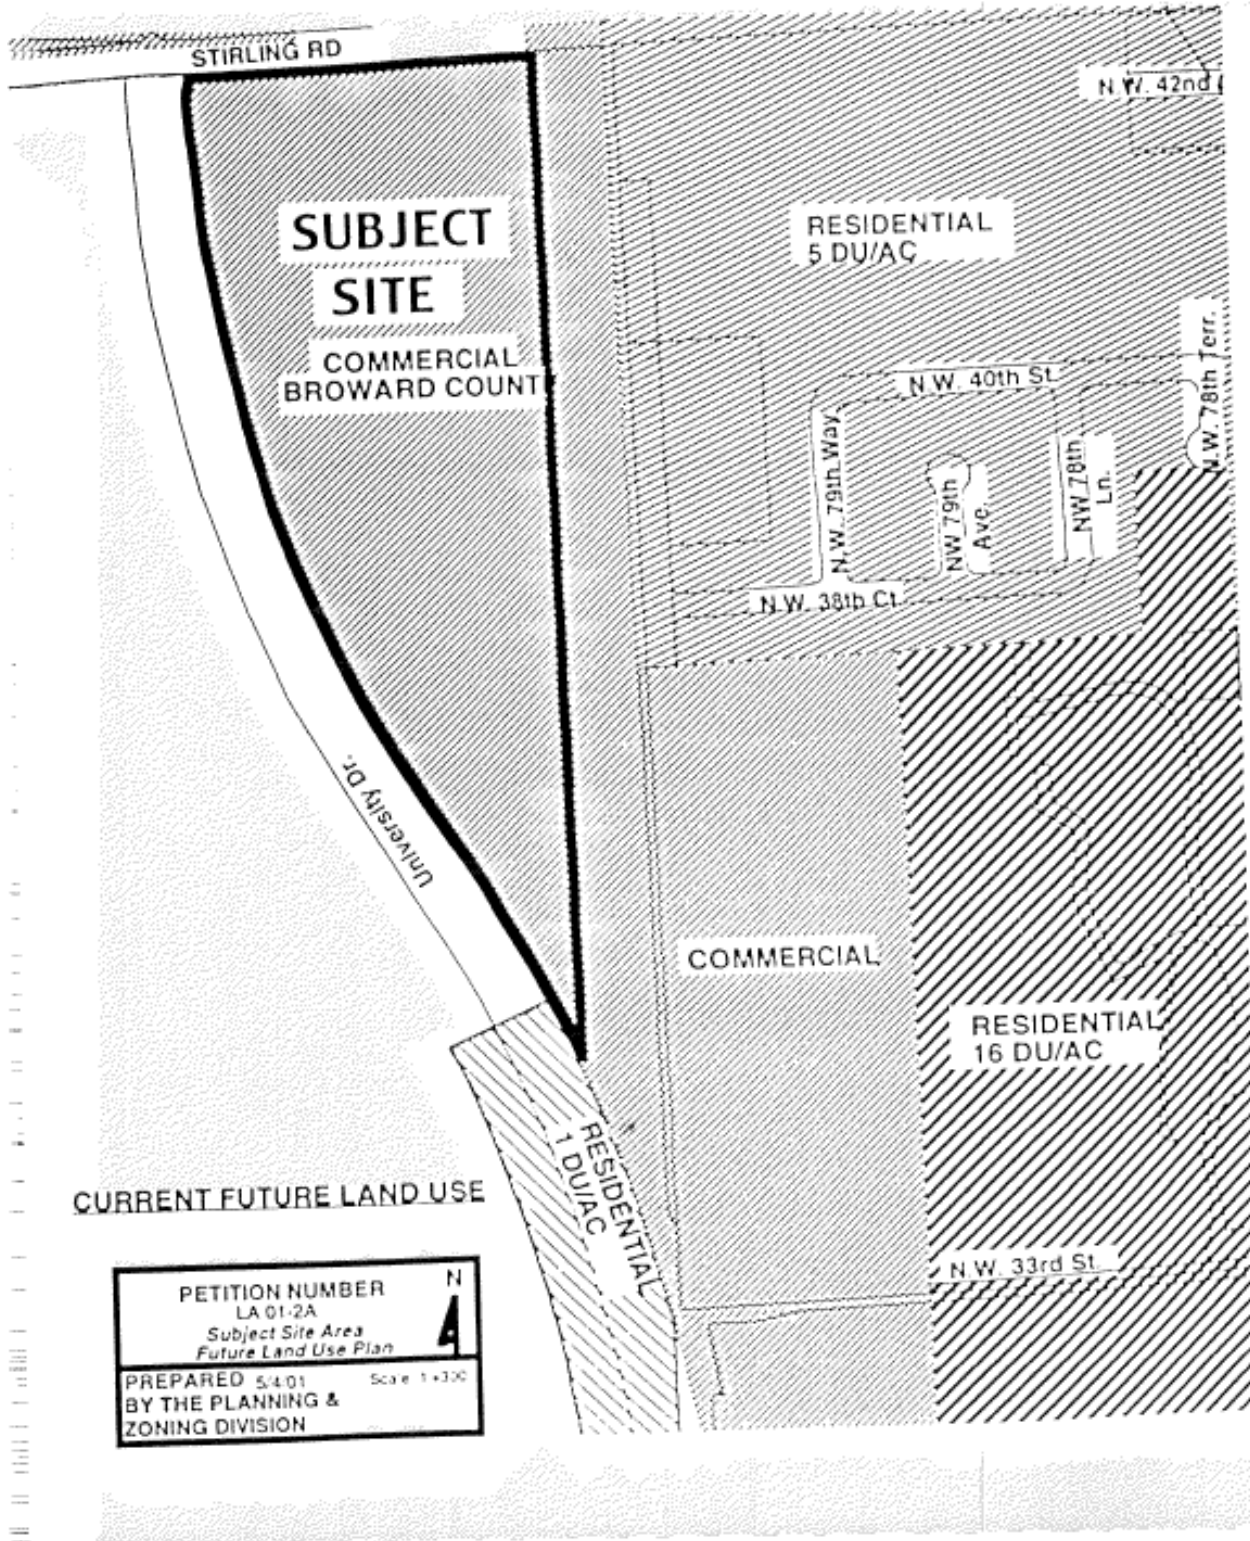 STIRLING RD
N.W. 42nd
SUBJECT
SITE
COMMERCIAL
BROWARD COUNT
RESIDENTIAL
5 DU/AC
N.W. 78th Terr.
N.W. 40th St.
N.W. 79th Way
NW 79th
Ave.
NW 78th
Ln.
N.W. 38th Ct.
University Dr.
COMMERCIAL
RESIDENTIAL
16 DU/AC
RESIDENTIAL
1 DU/AC
CURRENT FUTURE LAND USE
N.W. 33rd St.
PETITION NUMBER
LA 01-2A
Subject Site Area
Future Land Use Plan
N
PREPARED 5/4/01
BY THE PLANNING &
ZONING DIVISION
Scale